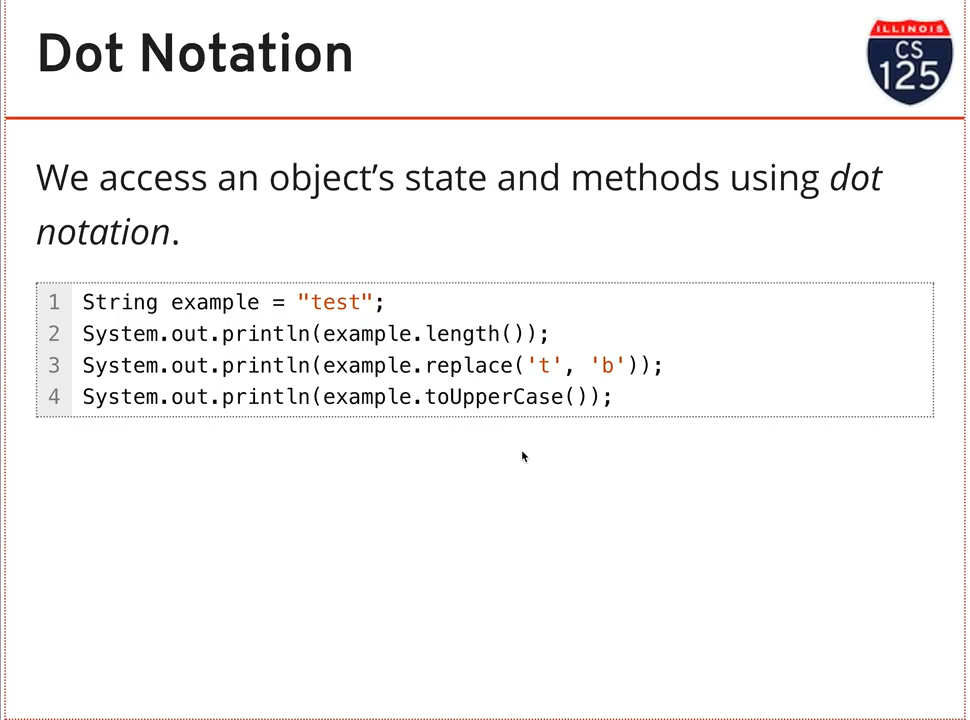 Dot Notation
ILLINOIS
CS
125
We access an object’s state and methods using dot
notation.
1 String example = "test";
2 System.out.println(example.length());
3 System.out.println(example.replace('t', 'b'));
4 System.out.println(example.toUpperCase());